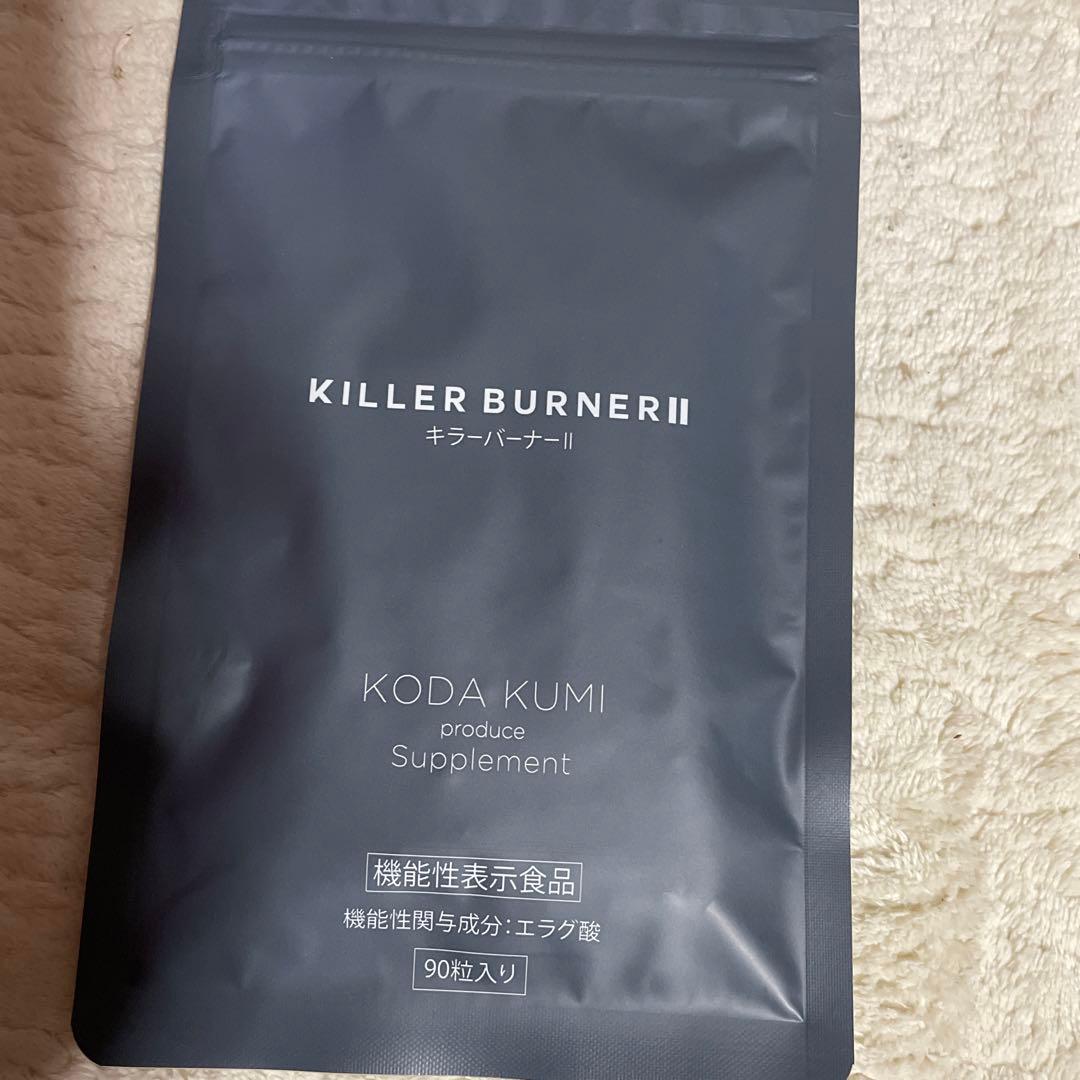 KILLER BURNERⅡ
キラーバーナーⅡ
KODA KUMI
produce
Supplement
機能性表示食品
機能性関与成分：エラグ酸
90粒入り